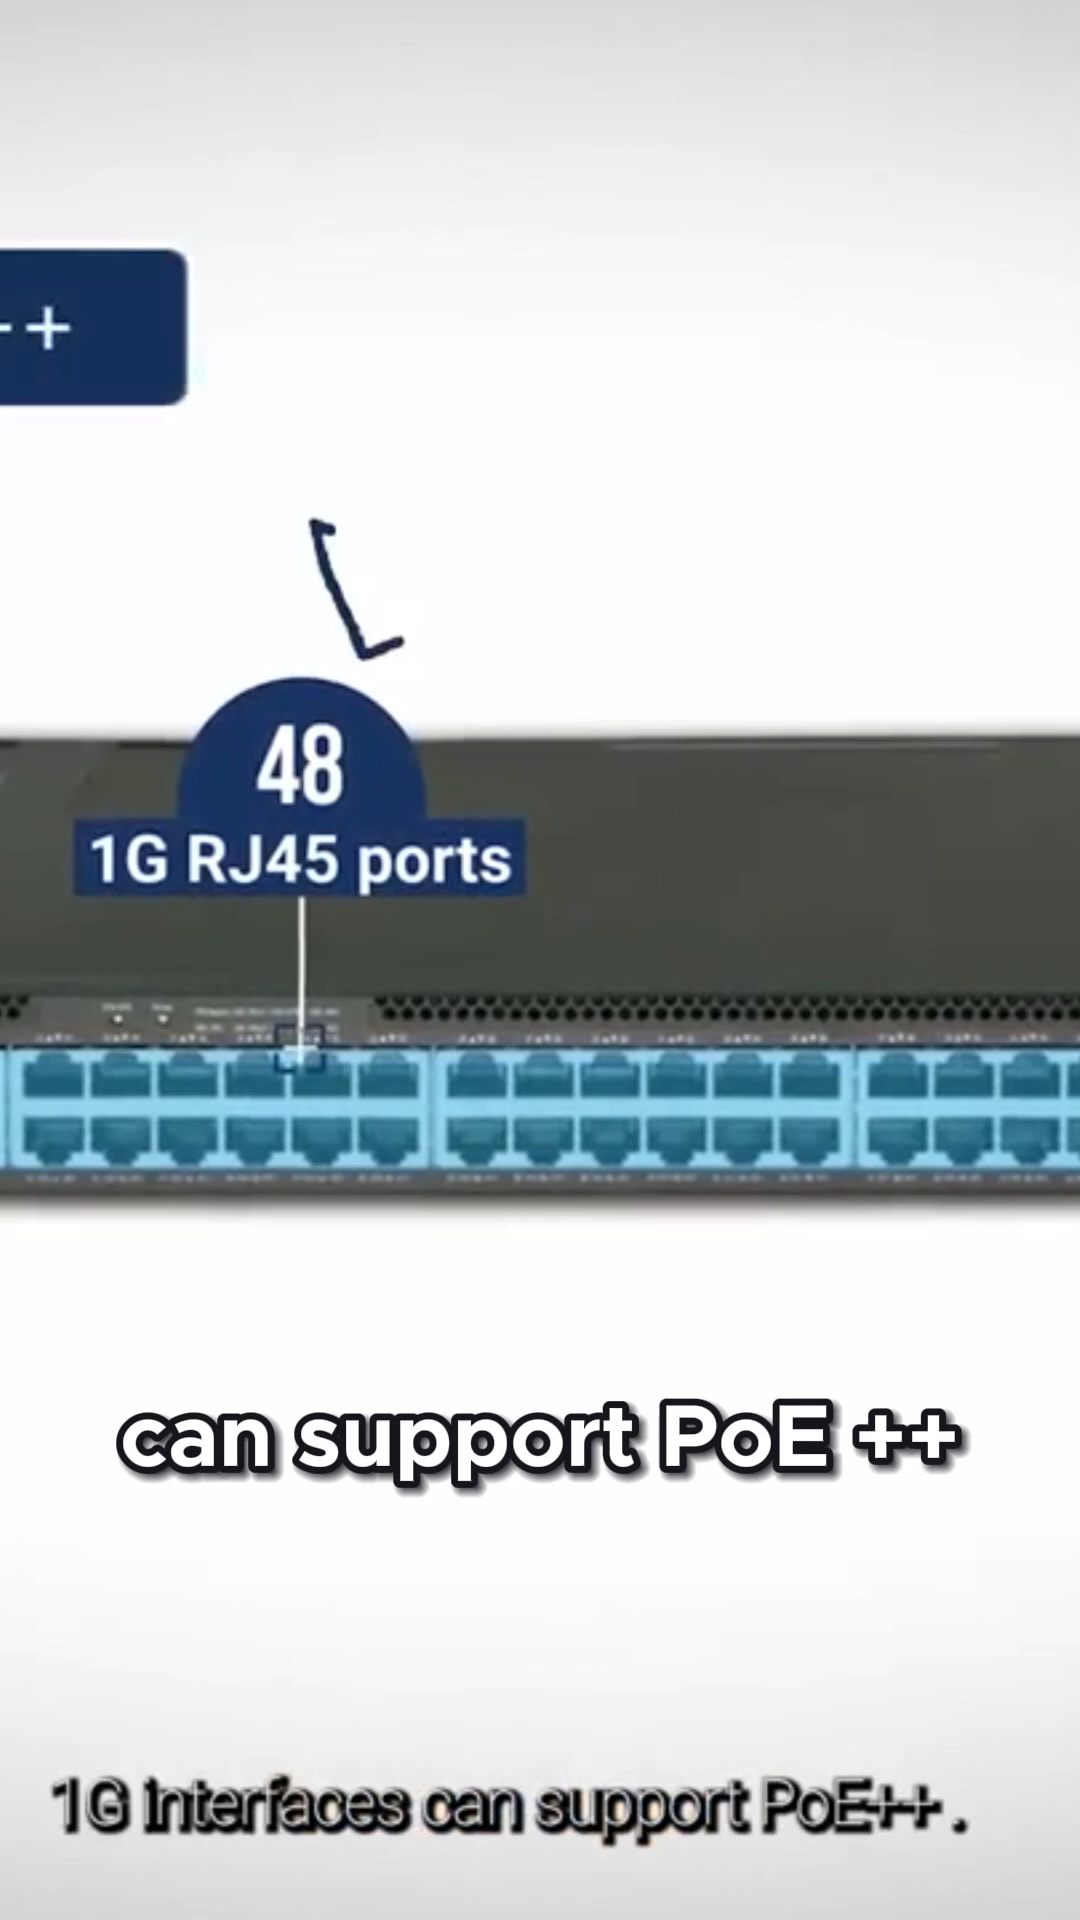 ++
48
1G RJ45 ports
can support PoE ++
1G interfaces can support PoE++ .